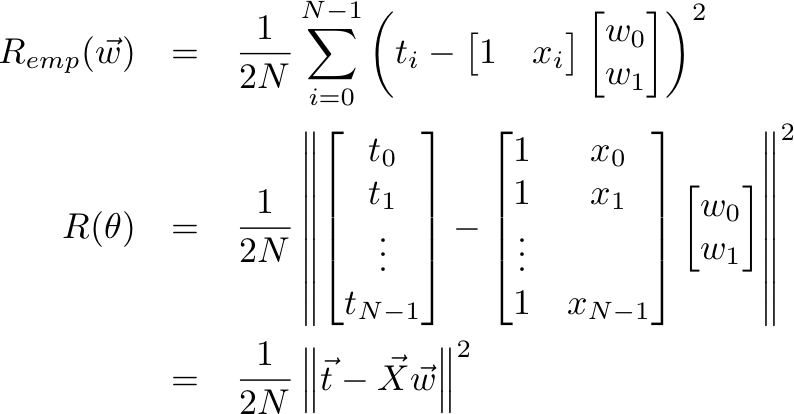 R_{emp}(\vec{w}) = \frac{1}{2N} \sum_{i=0}^{N-1} \left( t_i - \begin{bmatrix} 1 & x_i \end{bmatrix} \begin{bmatrix} w_0 \\ w_1 \end{bmatrix} \right)^2
R(\theta) = \frac{1}{2N} \left\| \begin{bmatrix} t_0 \\ t_1 \\ \vdots \\ t_{N-1} \end{bmatrix} - \begin{bmatrix} 1 & x_0 \\ 1 & x_1 \\ \vdots & \\ 1 & x_{N-1} \end{bmatrix} \begin{bmatrix} w_0 \\ w_1 \end{bmatrix} \right\|^2
= \frac{1}{2N} \left\| \vec{t} - \vec{X}\vec{w} \right\|^2